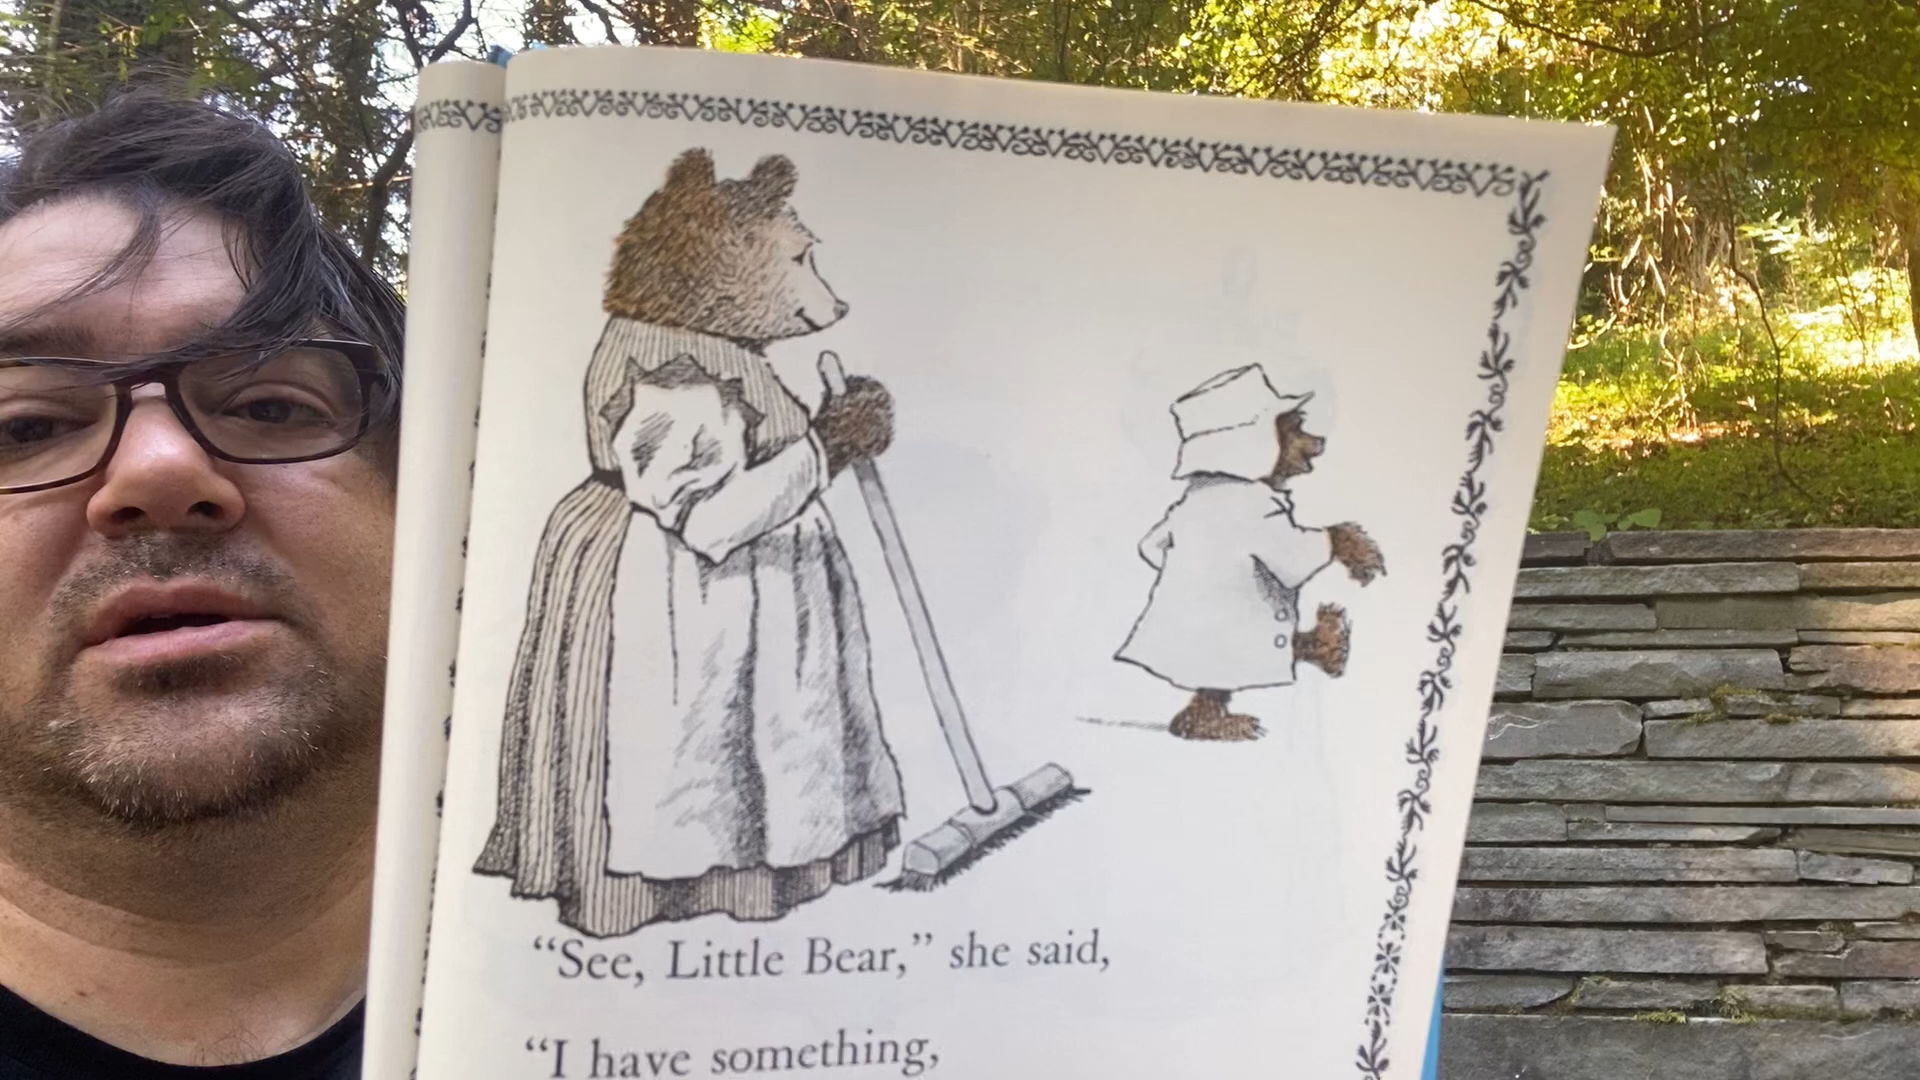 “See, Little Bear,” she said,
“I have something,